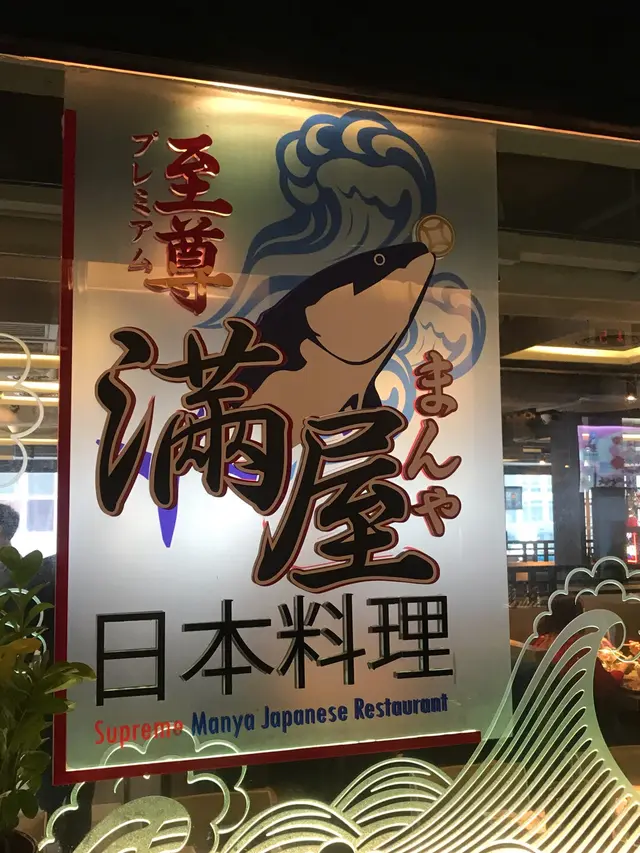 至尊
プレミアム
満屋
まんや
日本料理
Supreme Manya Japanese Restaurant